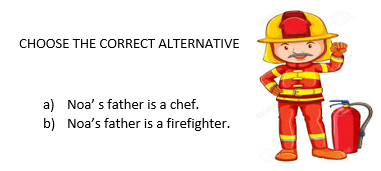 CHOOSE THE CORRECT ALTERNATIVE
a) Noa’ s father is a chef.
b) Noa’s father is a firefighter.